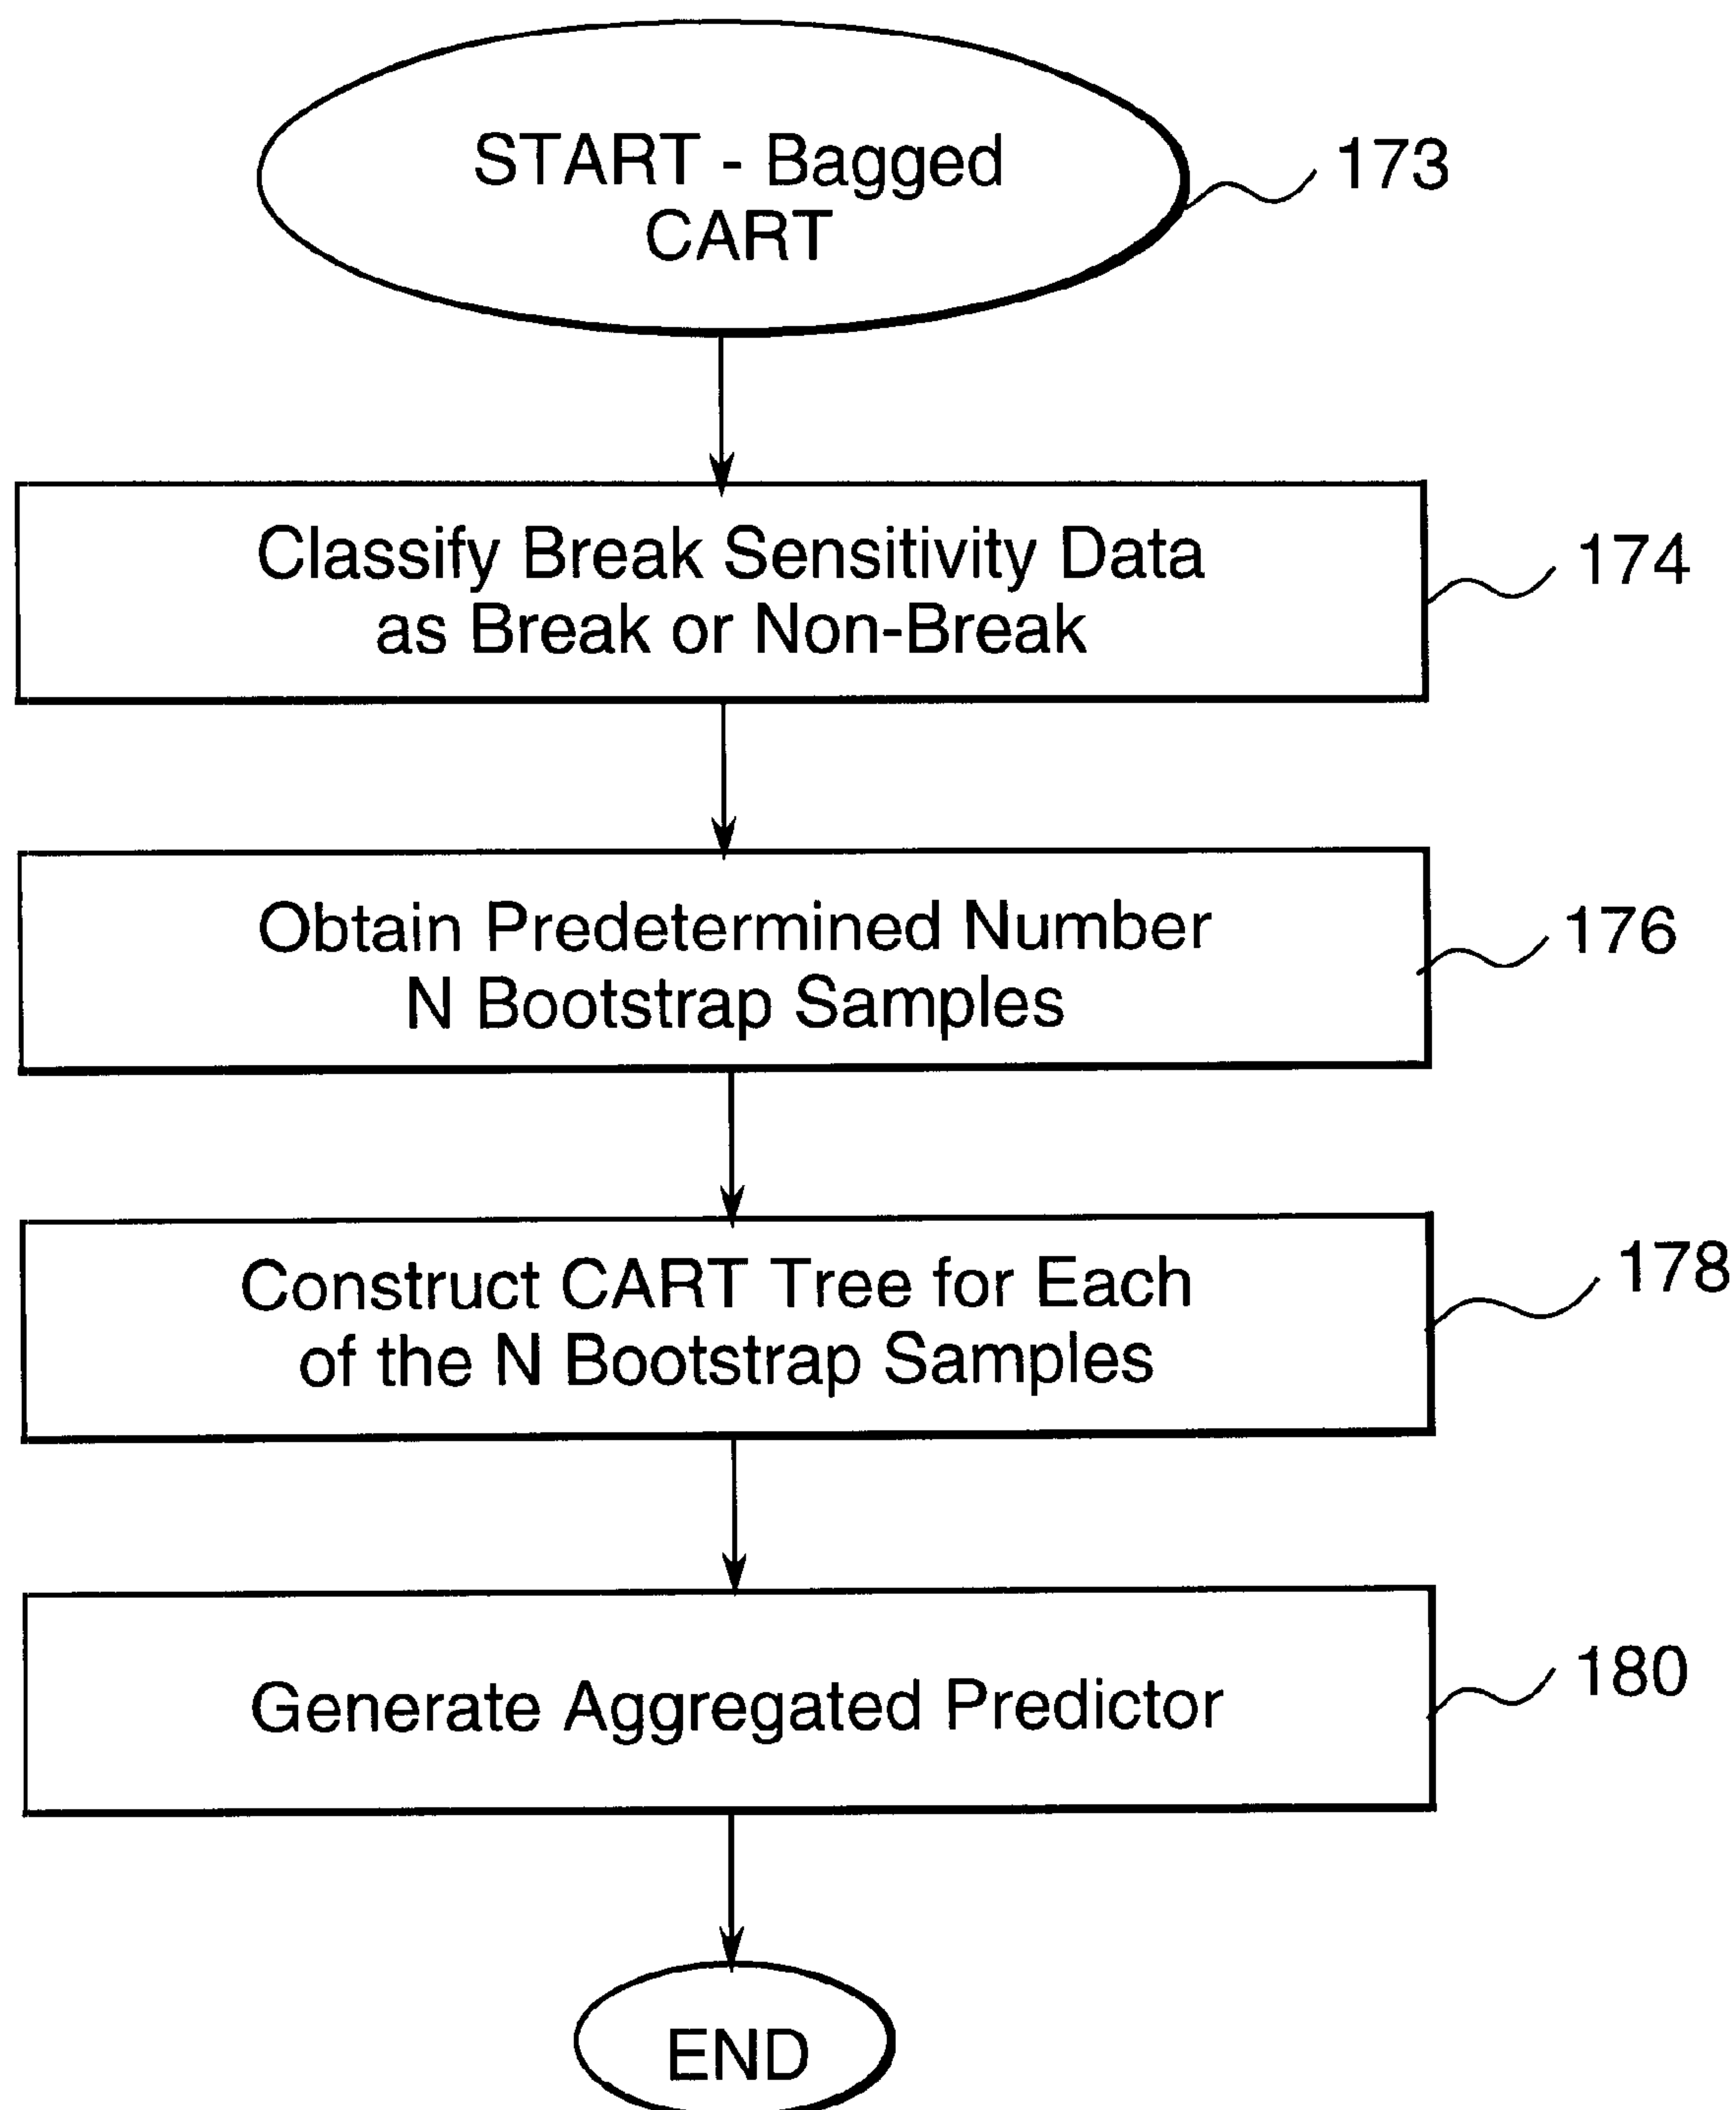 START - Bagged
CART
173
Classify Break Sensitivity Data
as Break or Non-Break
174
Obtain Predetermined Number
N Bootstrap Samples
176
Construct CART Tree for Each
of the N Bootstrap Samples
178
Generate Aggregated Predictor
180
END